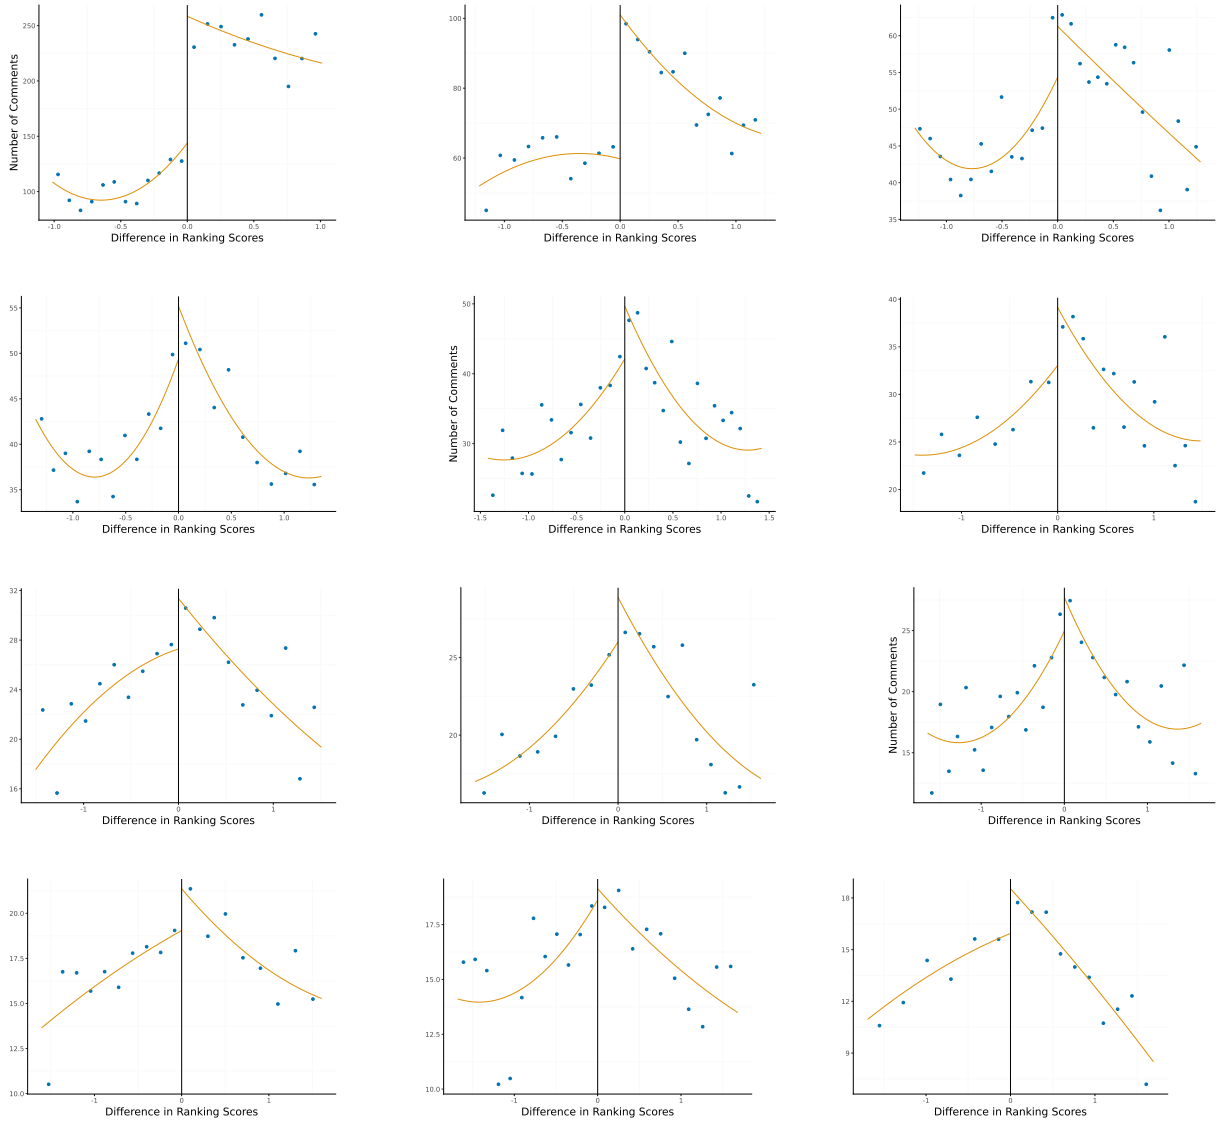 250
200
150
100
Number of Comments
-1.0 -0.5 0.0 0.5 1.0
Difference in Ranking Scores
100
80
60
-1.0 -0.5 0.0 0.5 1.0
Difference in Ranking Scores
60
55
50
45
40
35
Number of Comments
-1.0 -0.5 0.0 0.5 1.0
Difference in Ranking Scores
55
50
45
40
35
-1.0 -0.5 0.0 0.5 1.0
Difference in Ranking Scores
50
40
30
Number of Comments
-1.5 -1.0 -0.5 0.0 0.5 1.0 1.5
Difference in Ranking Scores
40
35
30
25
20
-1 0 1
Difference in Ranking Scores
32
28
24
20
16
-1 0 1
Difference in Ranking Scores
25
20
-1 0 1
Difference in Ranking Scores
25
20
15
Number of Comments
-1 0 1
Difference in Ranking Scores
20.0
17.5
15.0
12.5
10.0
-1 0 1
Difference in Ranking Scores
17.5
15.0
12.5
10.0
-1 0 1
Difference in Ranking Scores
18
15
12
9
-1 0 1
Difference in Ranking Scores